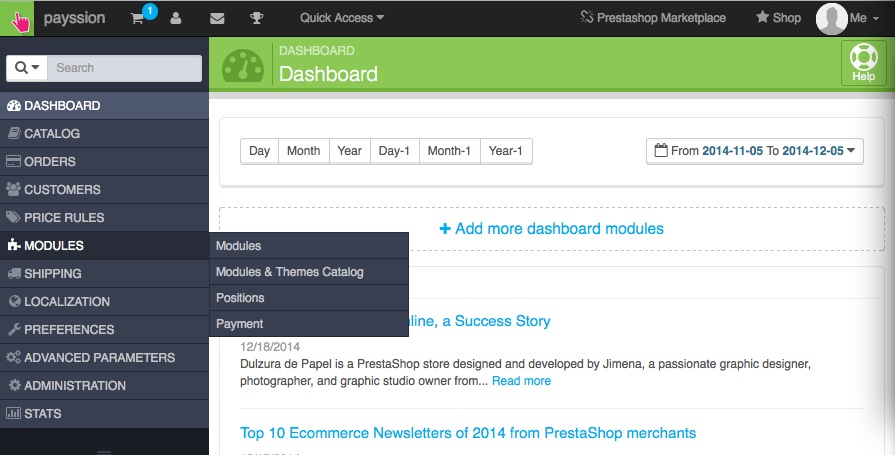 payssion 1 Quick Access Prestashop Marketplace Shop Me
Search
DASHBOARD
Dashboard
Help
DASHBOARD
CATALOG
ORDERS
CUSTOMERS
PRICE RULES
MODULES
SHIPPING
LOCALIZATION
PREFERENCES
ADVANCED PARAMETERS
ADMINISTRATION
STATS
Modules
Modules & Themes Catalog
Positions
Payment
Day Month Year Day-1 Month-1 Year-1
From 2014-11-05 To 2014-12-05
+ Add more dashboard modules
line, a Success Story
12/18/2014
Dulzura de Papel is a PrestaShop store designed and developed by Jimena, a passionate graphic designer,
photographer, and graphic studio owner from... Read more
Top 10 Ecommerce Newsletters of 2014 from PrestaShop merchants